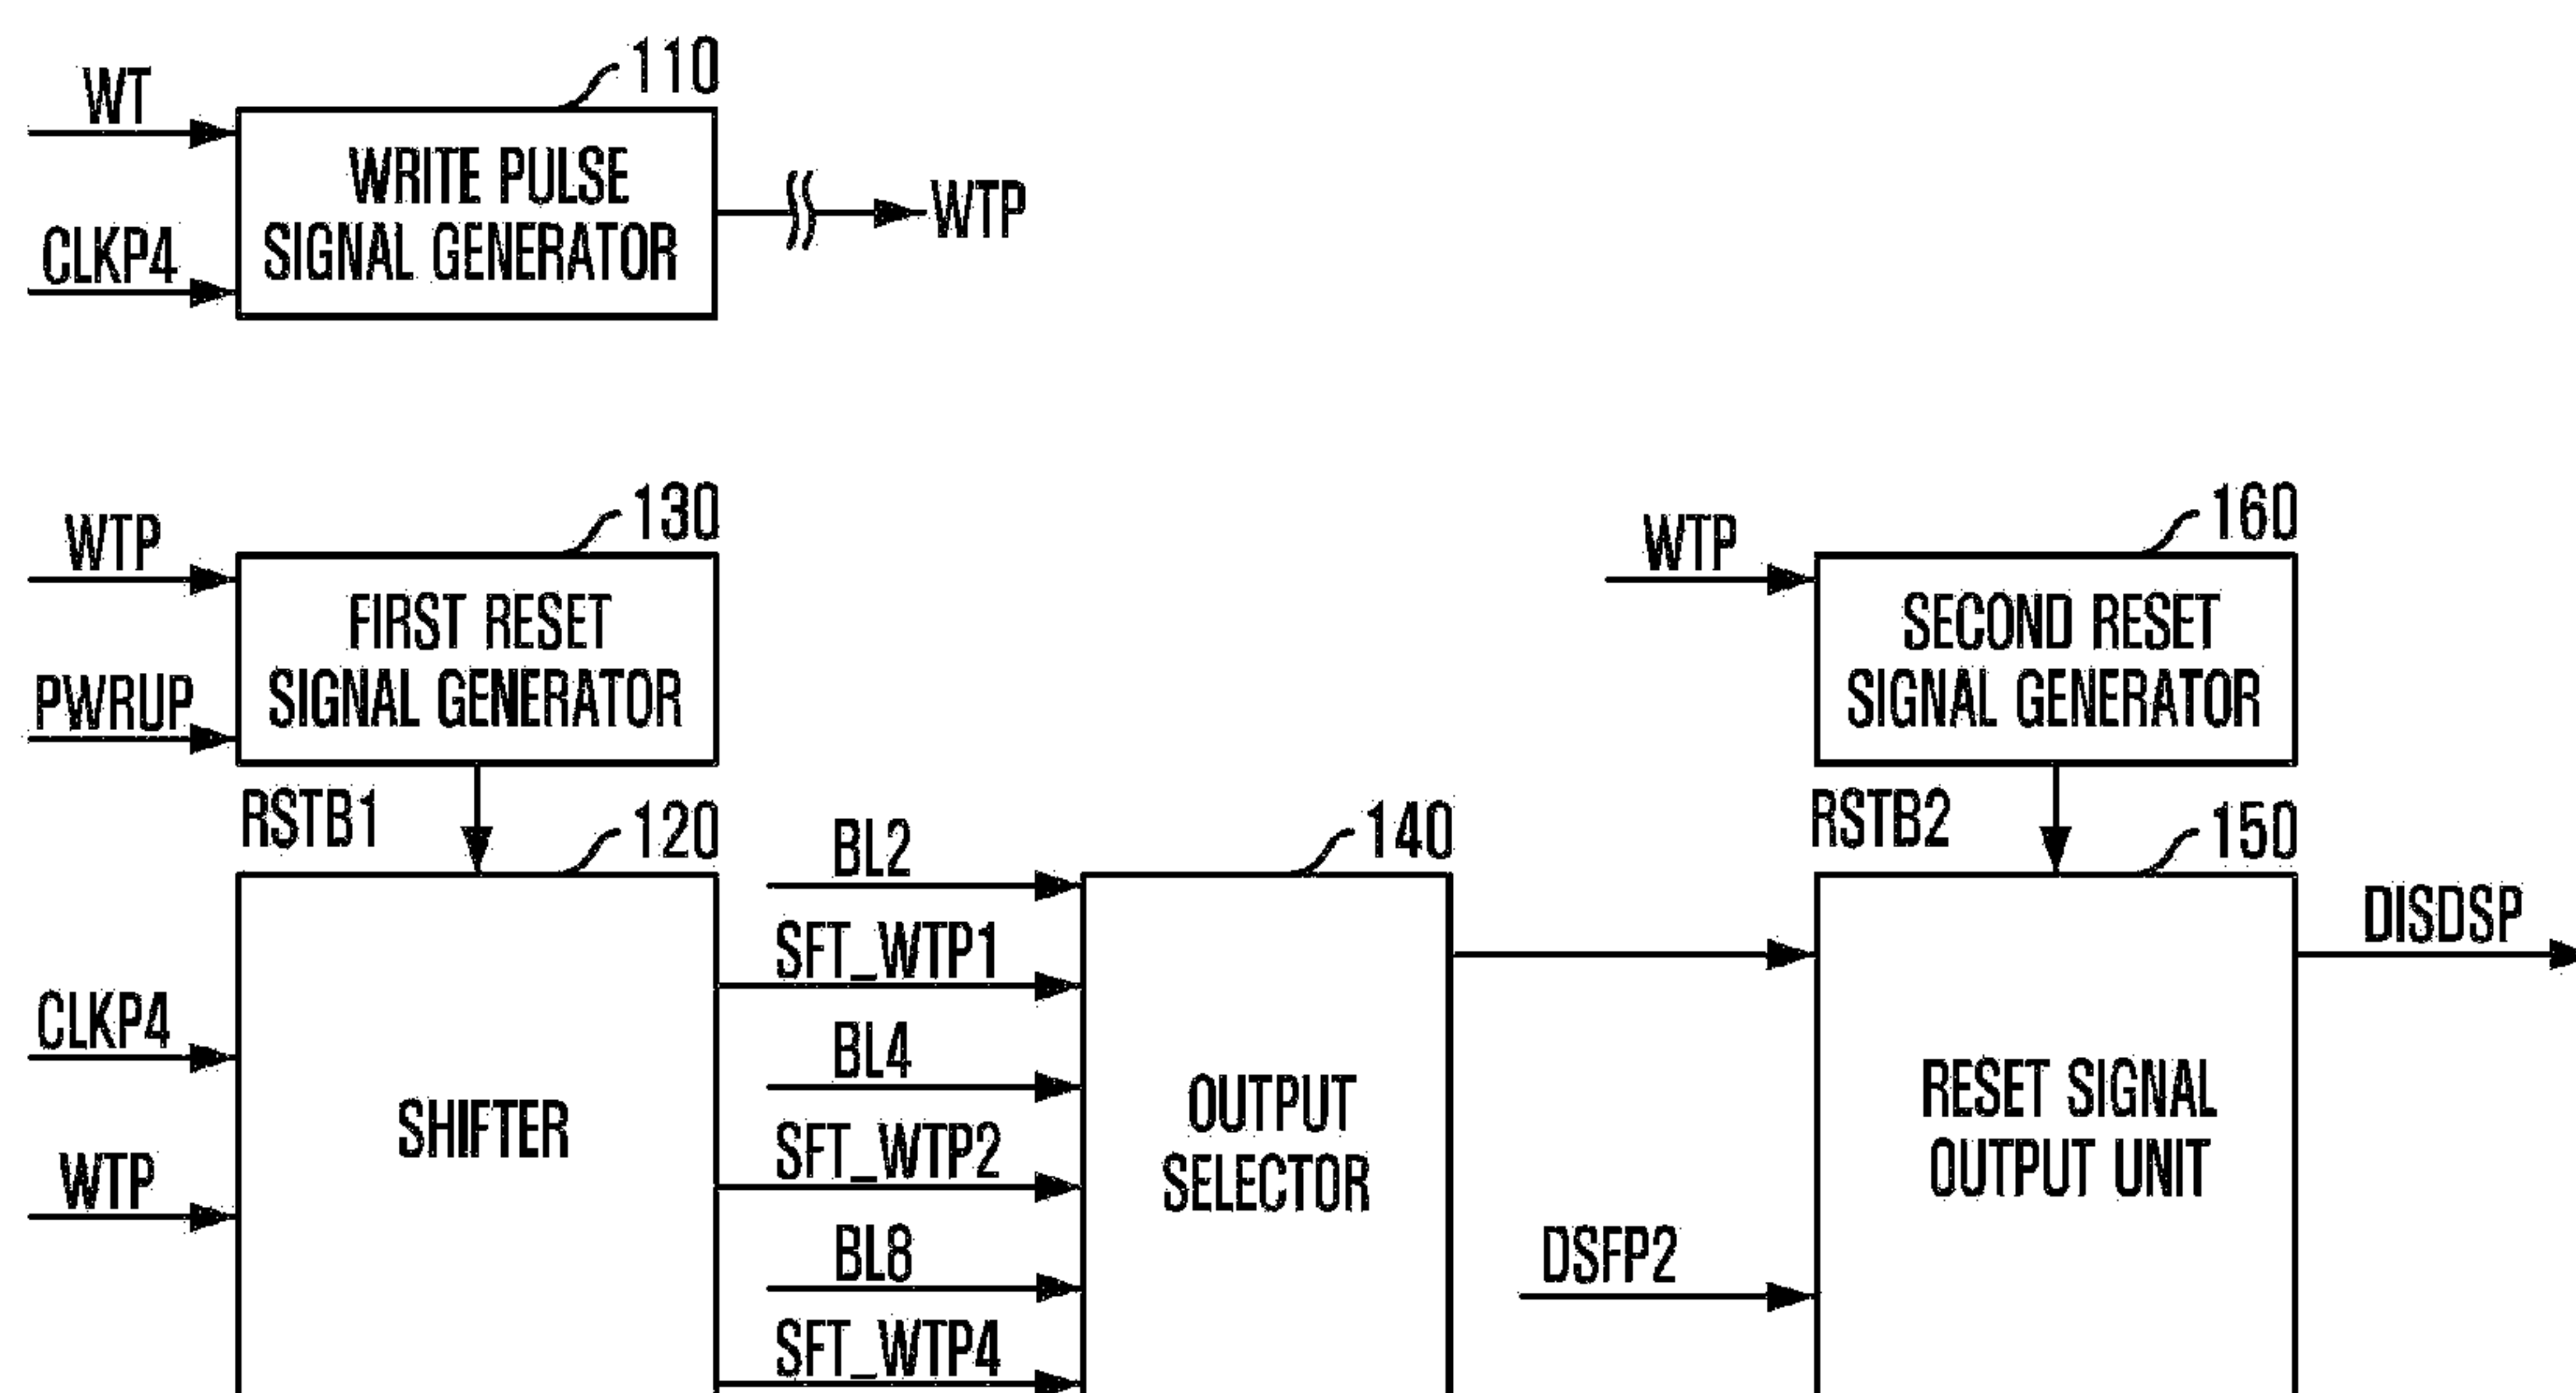 110
WT
WRITE PULSE
SIGNAL GENERATOR
CLKP4
WTP
130
WTP
FIRST RESET
SIGNAL GENERATOR
PWRUP
RSTB1
160
WTP
SECOND RESET
SIGNAL GENERATOR
RSTB2
120
CLKP4
WTP
SHIFTER
BL2
SFT_WTP1
BL4
SFT_WTP2
BL8
SFT_WTP4
140
OUTPUT
SELECTOR
150
DSFP2
RESET SIGNAL
OUTPUT UNIT
DISDSP